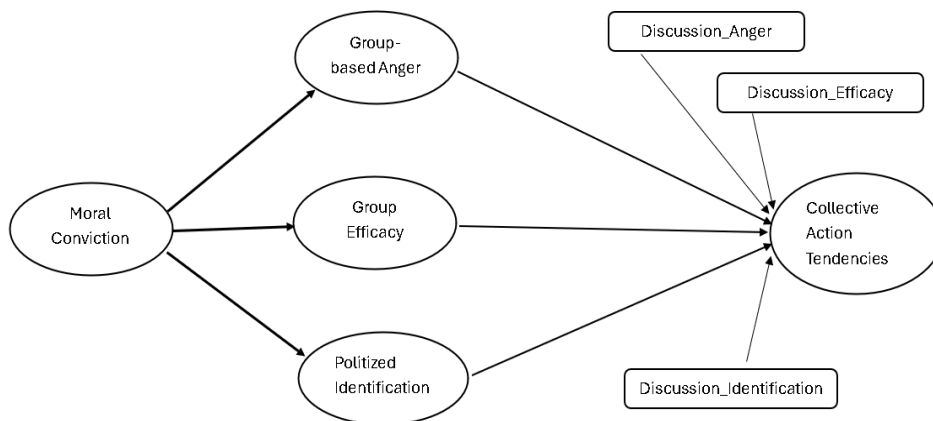 Group-
based Anger
Discussion_Anger
Discussion_Efficacy
Moral
Conviction
Group
Efficacy
Collective
Action
Tendencies
Politized
Identification
Discussion_Identification